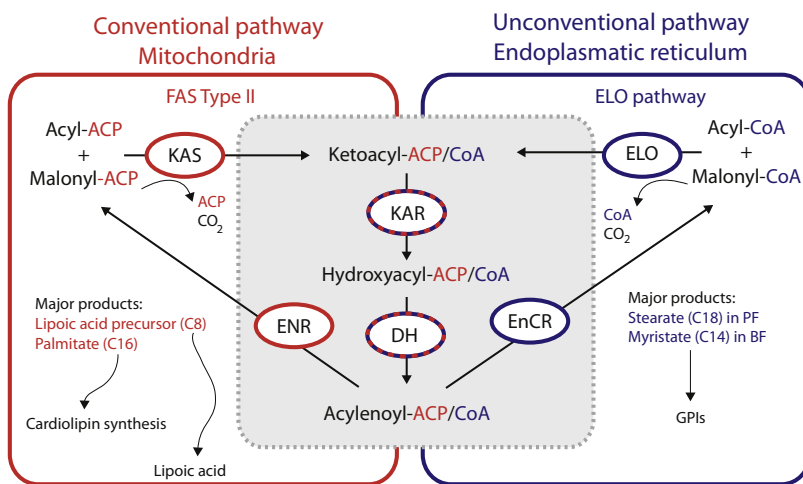 Conventional pathway
Mitochondria
Unconventional pathway
Endoplasmatic reticulum
FAS Type II
ELO pathway
Acyl-ACP
+
Malonyl-ACP
KAS
ACP
CO2
Ketoacyl-ACP/CoA
ELO
Acyl-CoA
+
Malonyl-CoA
CoA
CO2
KAR
Hydroxyacyl-ACP/CoA
Major products:
Lipoic acid precursor (C8)
Palmitate (C16)
ENR
DH
EnCR
Major products:
Stearate (C18) in PF
Myristate (C14) in BF
Acylenoyl-ACP/CoA
Cardiolipin synthesis
GPIs
Lipoic acid